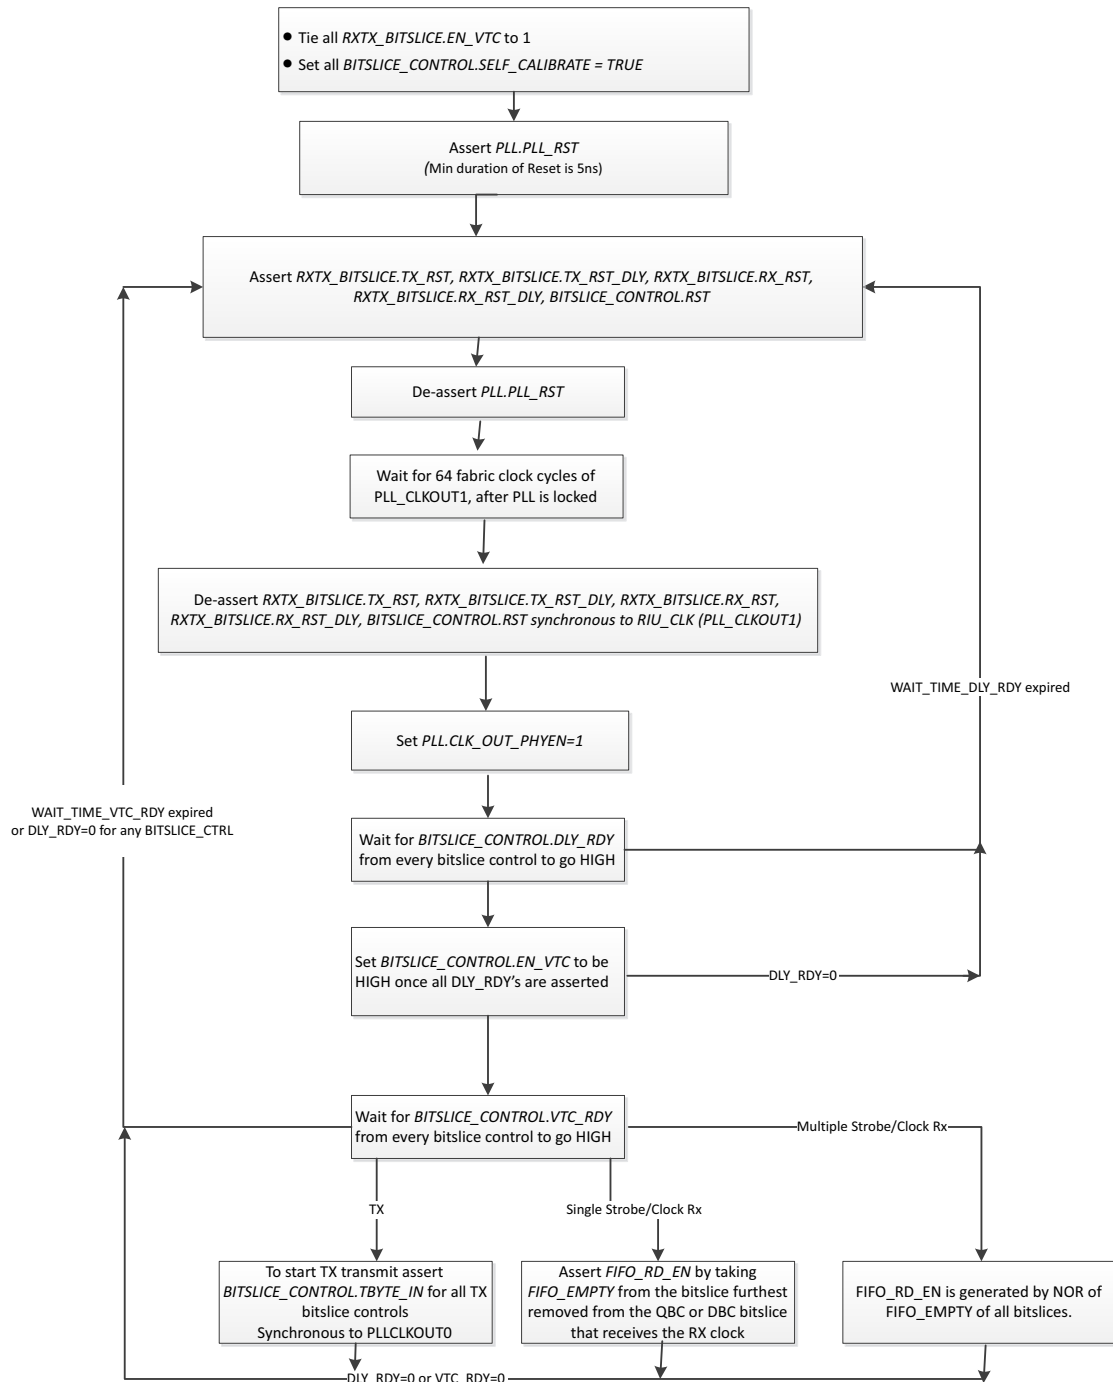 • Tie all RXTX_BITSLICE.EN_VTC to 1
• Set all BITSLICE_CONTROL.SELF_CALIBRATE = TRUE
Assert PLL.PLL_RST
(Min duration of Reset is 5ns)
Assert RXTX_BITSLICE.TX_RST, RXTX_BITSLICE.TX_RST_DLY, RXTX_BITSLICE.RX_RST,
RXTX_BITSLICE.RX_RST_DLY, BITSLICE_CONTROL.RST
De-assert PLL.PLL_RST
Wait for 64 fabric clock cycles of
PLL_CLKOUT1, after PLL is locked
De-assert RXTX_BITSLICE.TX_RST, RXTX_BITSLICE.TX_RST_DLY, RXTX_BITSLICE.RX_RST,
RXTX_BITSLICE.RX_RST_DLY, BITSLICE_CONTROL.RST synchronous to RIU_CLK (PLL_CLKOUT1)
WAIT_TIME_DLY_RDY expired
Set PLL.CLK_OUT_PHYEN=1
WAIT_TIME_VTC_RDY expired
or DLY_RDY=0 for any BITSLICE_CTRL
Wait for BITSLICE_CONTROL.DLY_RDY
from every bitslice control to go HIGH
Set BITSLICE_CONTROL.EN_VTC to be
HIGH once all DLY_RDY's are asserted
DLY_RDY=0
Wait for BITSLICE_CONTROL.VTC_RDY
from every bitslice control to go HIGH
Multiple Strobe/Clock Rx
TX
Single Strobe/Clock Rx
To start TX transmit assert
BITSLICE_CONTROL.TBYTE_IN for all TX
bitslice controls
Synchronous to PLLCLKOUT0
Assert FIFO_RD_EN by taking
FIFO_EMPTY from the bitslice furthest
removed from the QBC or DBC bitslice
that receives the RX clock
FIFO_RD_EN is generated by NOR of
FIFO_EMPTY of all bitslices.
DLY_RDY=0 or VTC_RDY=0